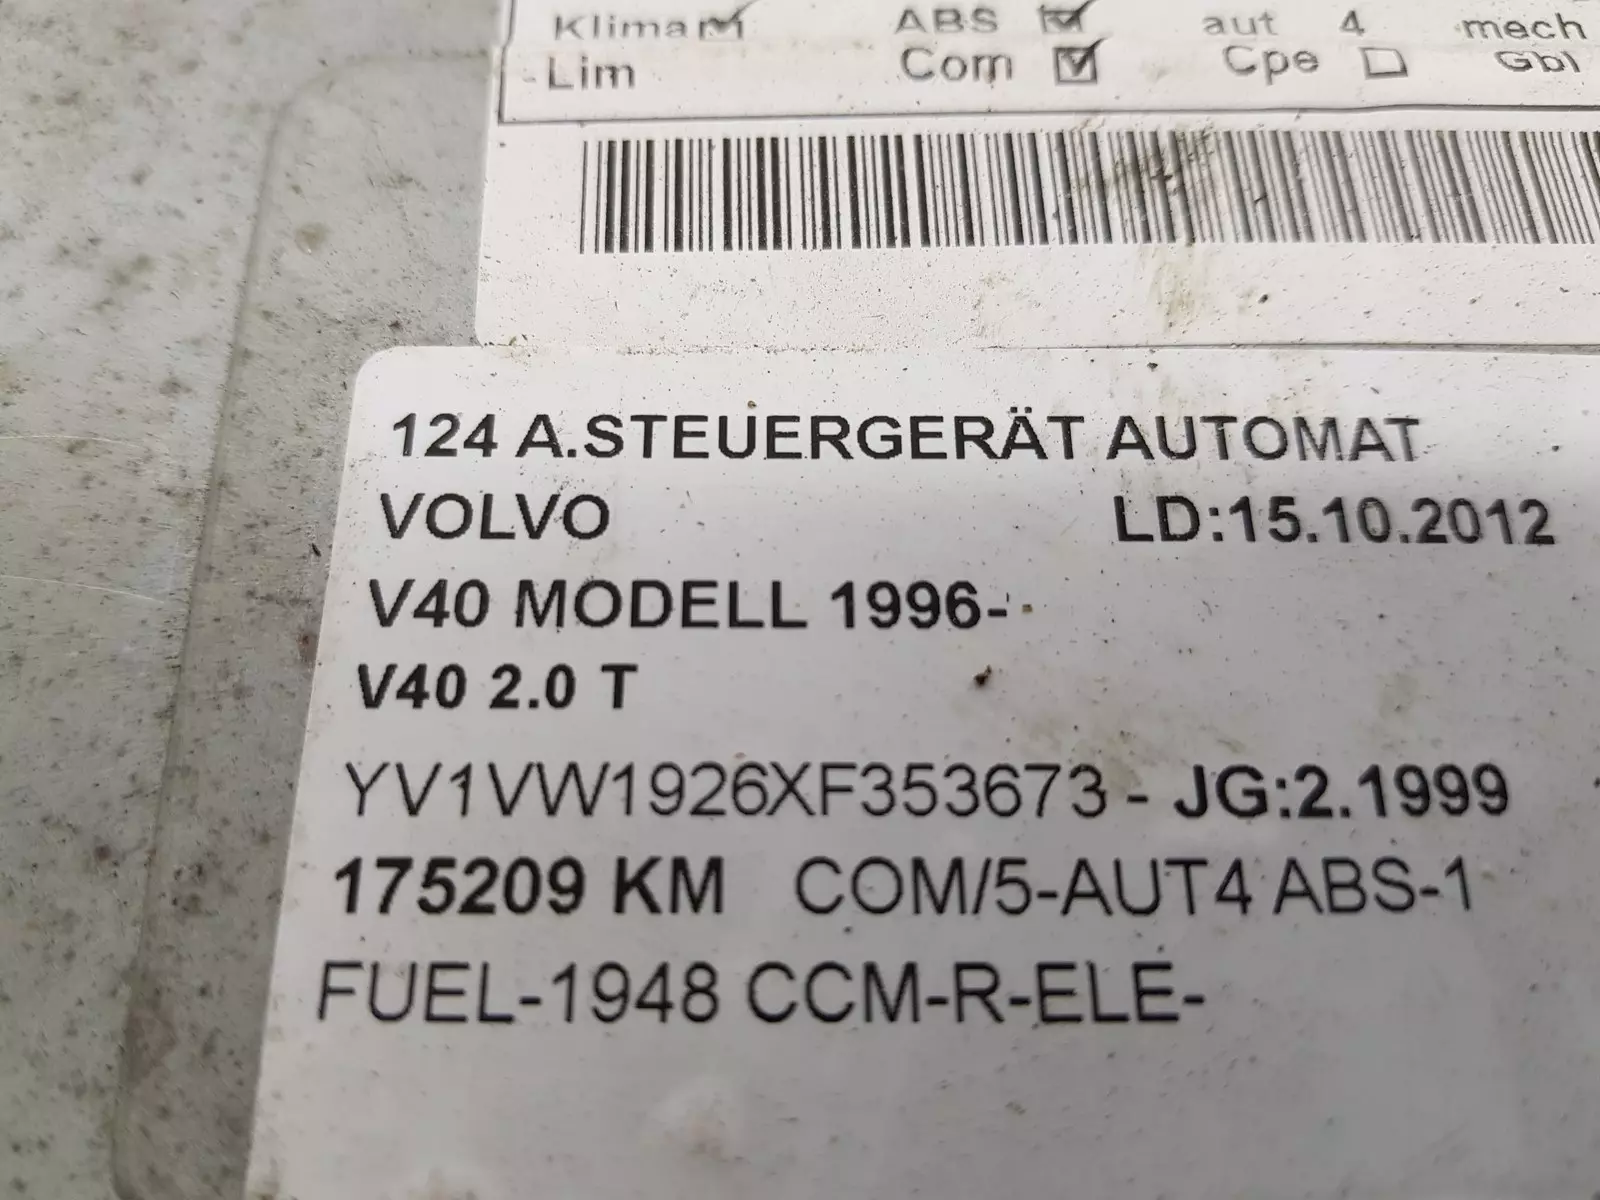 Klima ABS aut 4 mech
Lim Com Cpe Gbl
124 A.STEUERGERÄT AUTOMAT
VOLVO LD:15.10.2012
V40 MODELL 1996-
V40 2.0 T
YV1VW1926XF353673 - JG:2.1999
175209 KM COM/5-AUT4 ABS-1
FUEL-1948 CCM-R-ELE-